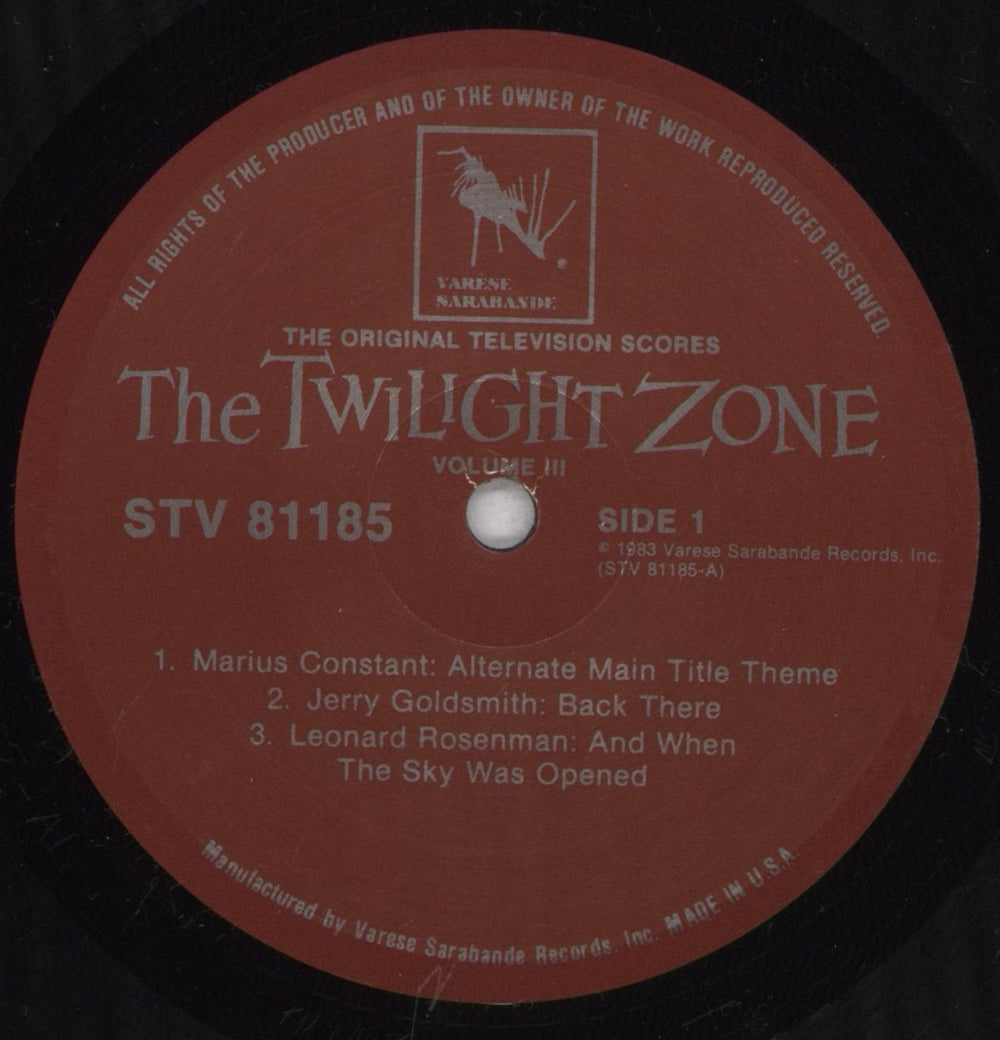 ALL RIGHTS OF THE PRODUCER AND OF THE OWNER OF THE WORK REPRODUCED RESERVED.
VARÈSE
SARABANDE
®
THE ORIGINAL TELEVISION SCORES
The TWILIGHT ZONE
VOLUME III
STV 81185
SIDE 1
℗ 1983 Varese Sarabande Records, Inc.
(STV 81185-A)
1. Marius Constant: Alternate Main Title Theme
2. Jerry Goldsmith: Back There
3. Leonard Rosenman: And When
The Sky Was Opened
Manufactured by Varese Sarabande Records, Inc. MADE IN U.S.A.